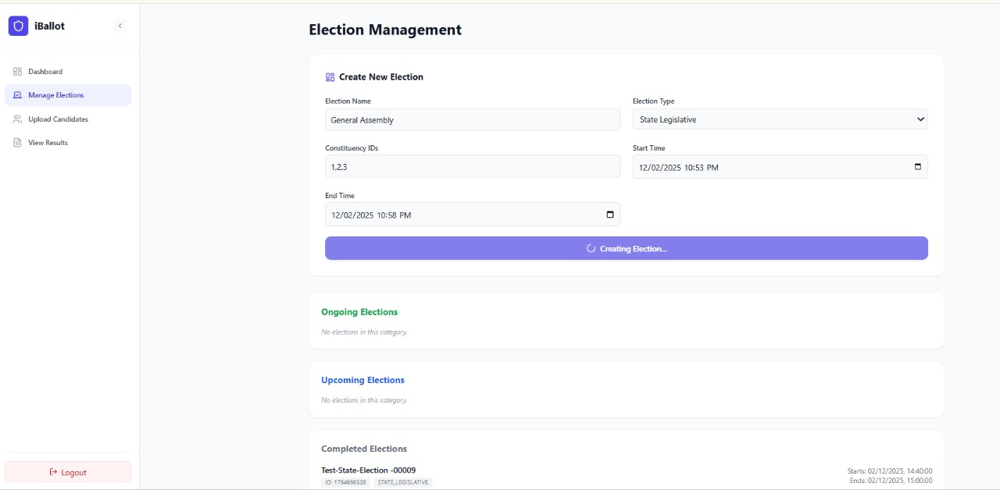 iBallot
Dashboard
Manage Elections
Upload Candidates
View Results
Logout
Election Management
Create New Election
Election Name
General Assembly
Election Type
State Legislative
Constituency IDs
1,2,3
Start Time
12/02/2025 10:53 PM
End Time
12/02/2025 10:58 PM
Creating Election...
Ongoing Elections
No elections in this category.
Upcoming Elections
No elections in this category.
Completed Elections
Test-State-Election -00009
ID: 1764666528 STATE_LEGISLATIVE
Starts: 02/12/2025, 14:40:00
Ends: 02/12/2025, 15:00:00